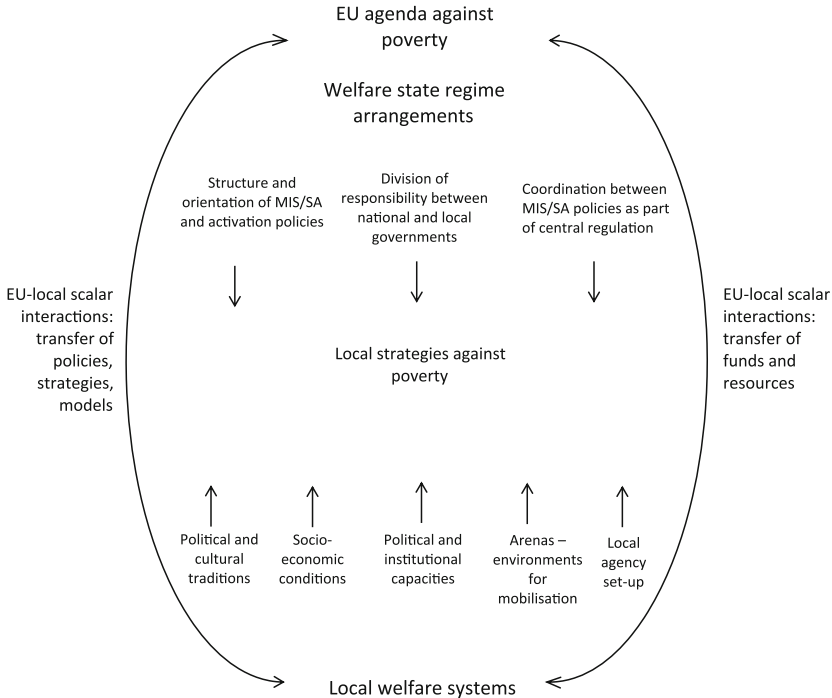 EU agenda against
poverty
Welfare state regime
arrangements
Structure and
orientation of MIS/SA
and activation policies
Division of
responsibility between
national and local
governments
Coordination between
MIS/SA policies as part
of central regulation
EU-local scalar
interactions:
transfer of
policies,
strategies,
models
Local strategies against
poverty
EU-local scalar
interactions:
transfer of
funds and
resources
Political and
cultural
traditions
Socio-
economic
conditions
Political and
institutional
capacities
Arenas –
environments
for
mobilisation
Local
agency
set-up
Local welfare systems